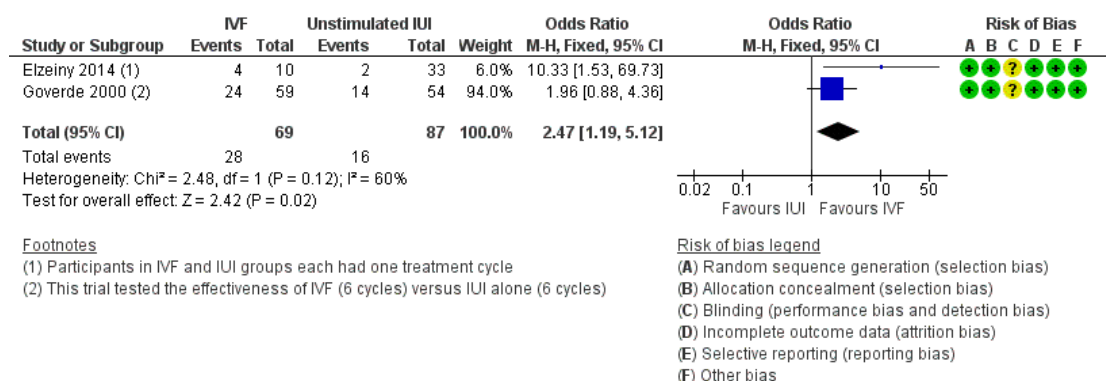 IVF Unstimulated IUI Odds Ratio Odds Ratio Risk of Bias
Study or Subgroup Events Total Events Total Weight M-H, Fixed, 95% CI M-H, Fixed, 95% CI A B C D E F
Elzeiny 2014 (1) 4 10 2 33 6.0% 10.33 [1.53, 69.73] + + ? + + +
Goverde 2000 (2) 24 59 14 54 94.0% 1.96 [0.88, 4.36] + + ? + + +
Total (95% CI) 69 87 100.0% 2.47 [1.19, 5.12]
Total events 28 16
Heterogeneity: Chi² = 2.48, df = 1 (P = 0.12); I² = 60%
Test for overall effect: Z = 2.42 (P = 0.02)
0.02 0.1 1 10 50
Favours IUI Favours IVF
Footnotes
(1) Participants in IVF and IUI groups each had one treatment cycle
(2) This trial tested the effectiveness of IVF (6 cycles) versus IUI alone (6 cycles)
Risk of bias legend
(A) Random sequence generation (selection bias)
(B) Allocation concealment (selection bias)
(C) Blinding (performance bias and detection bias)
(D) Incomplete outcome data (attrition bias)
(E) Selective reporting (reporting bias)
(F) Other bias